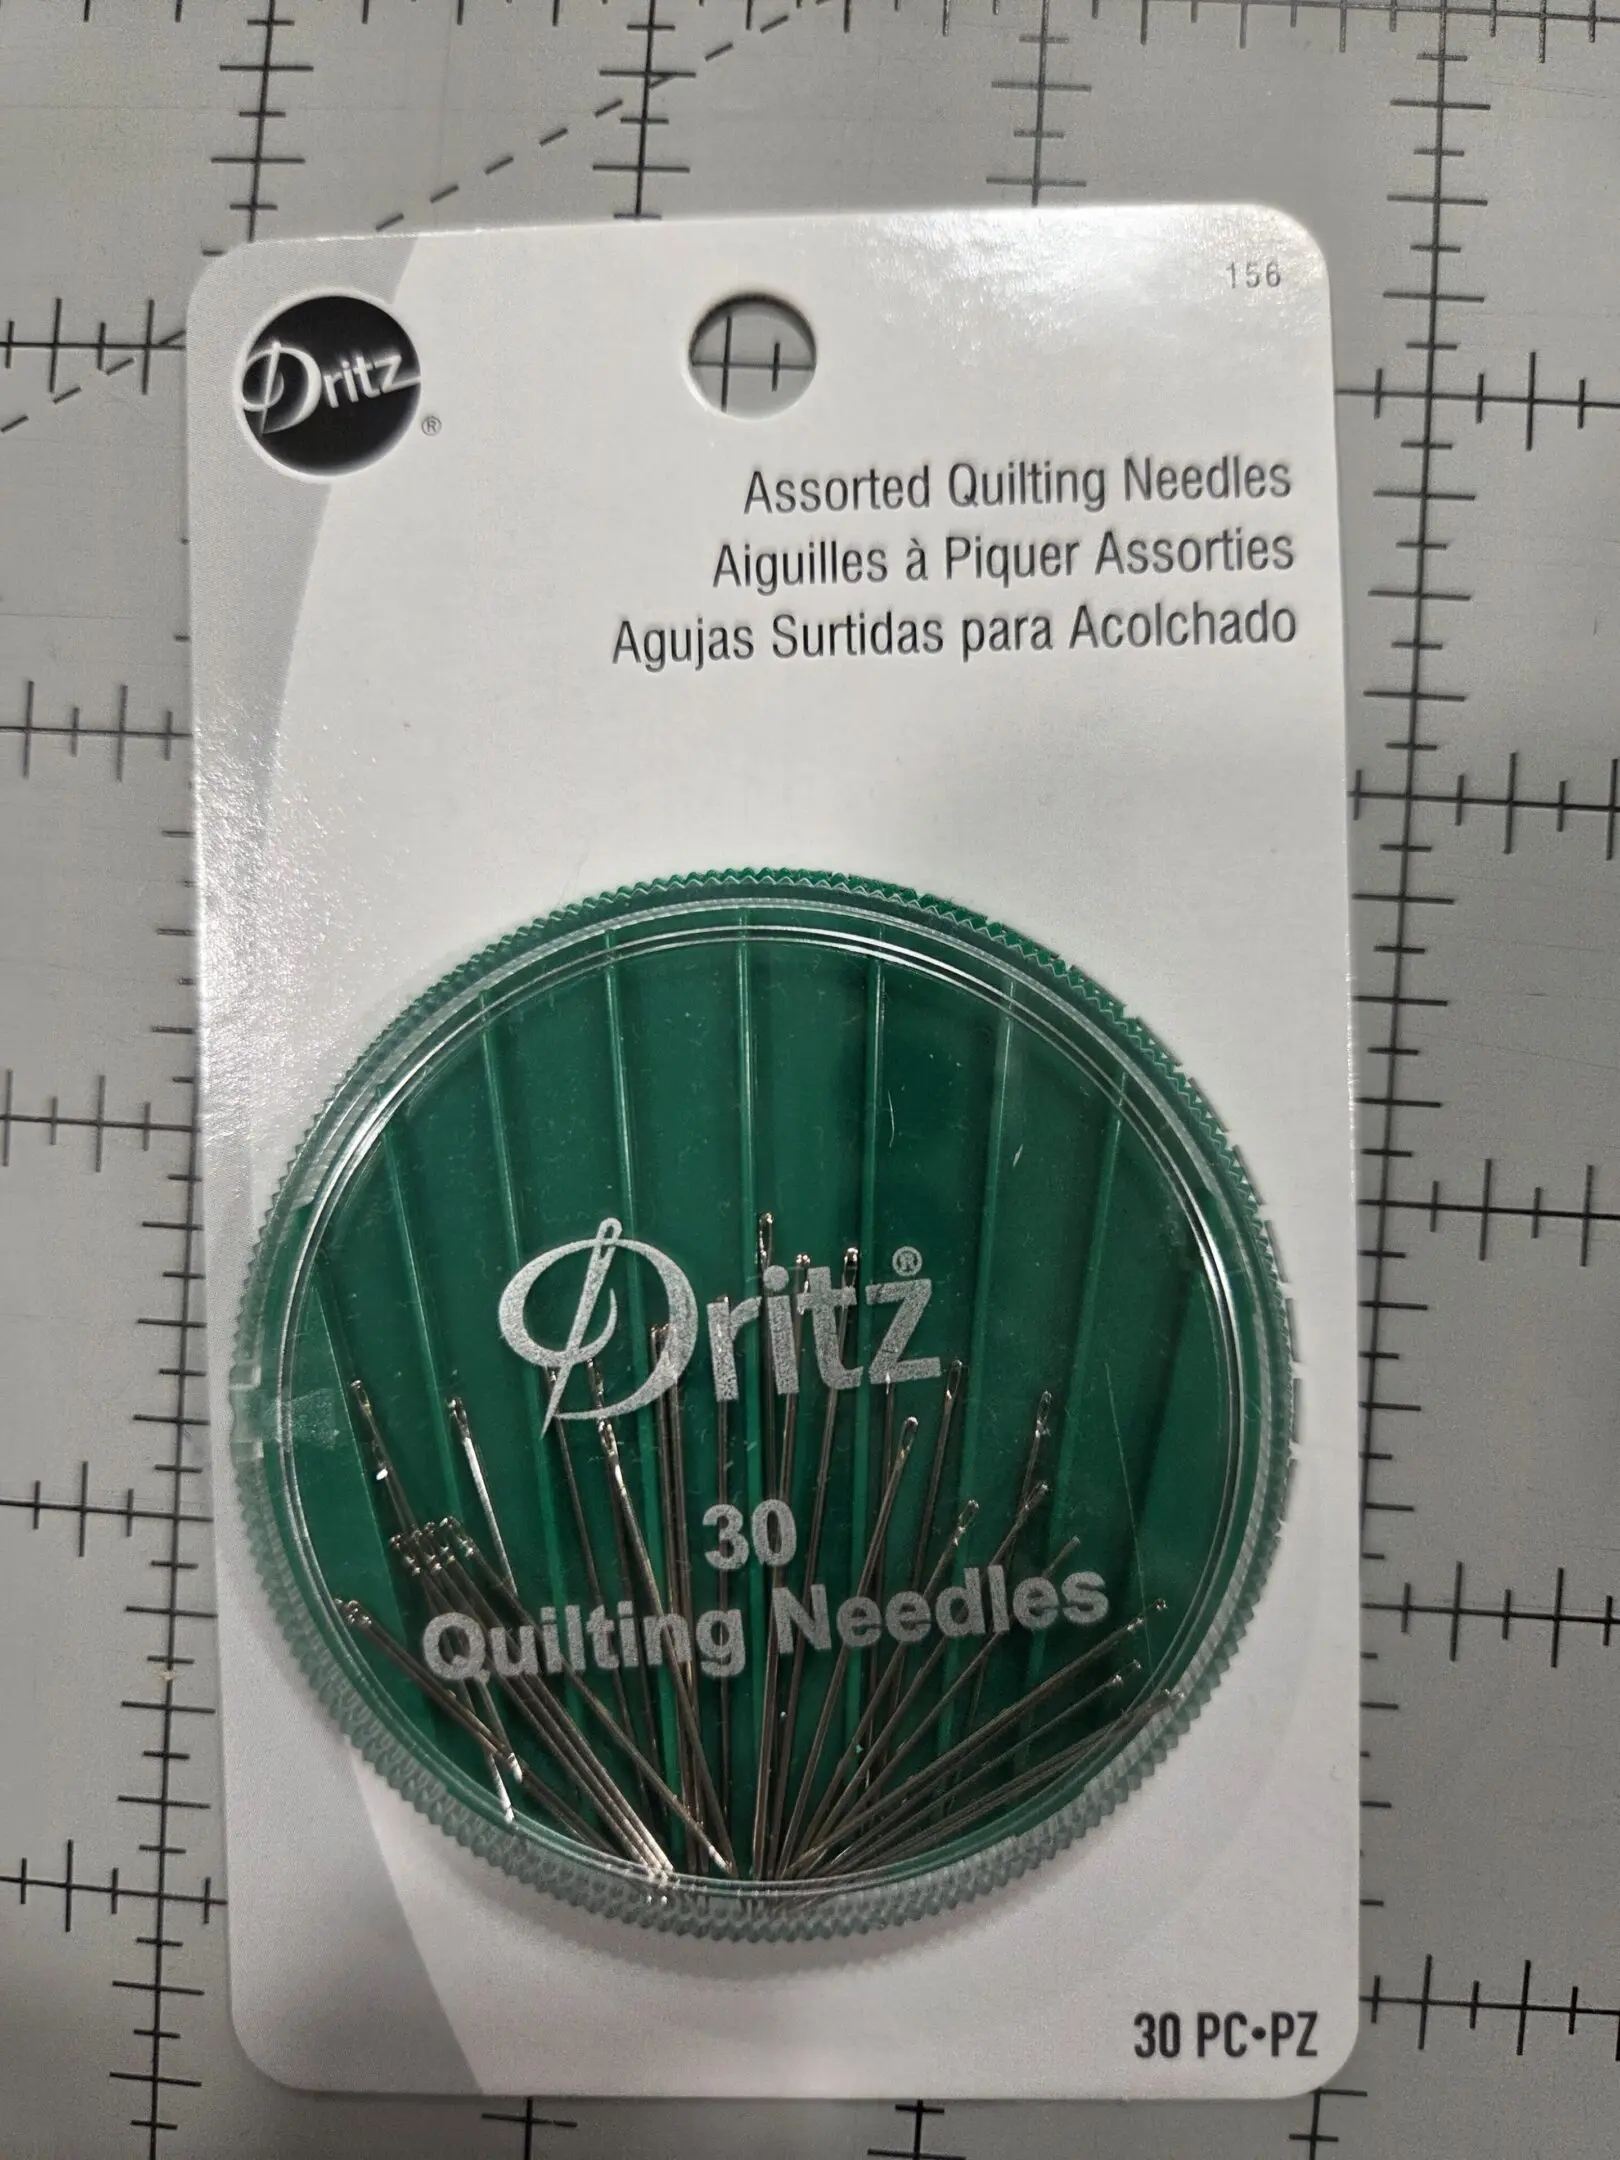 156
Dritz®
Assorted Quilting Needles
Aiguilles à Piquer Assorties
Agujas Surtidas para Acolchado
Dritz®
30
Quilting Needles
30 PC•PZ